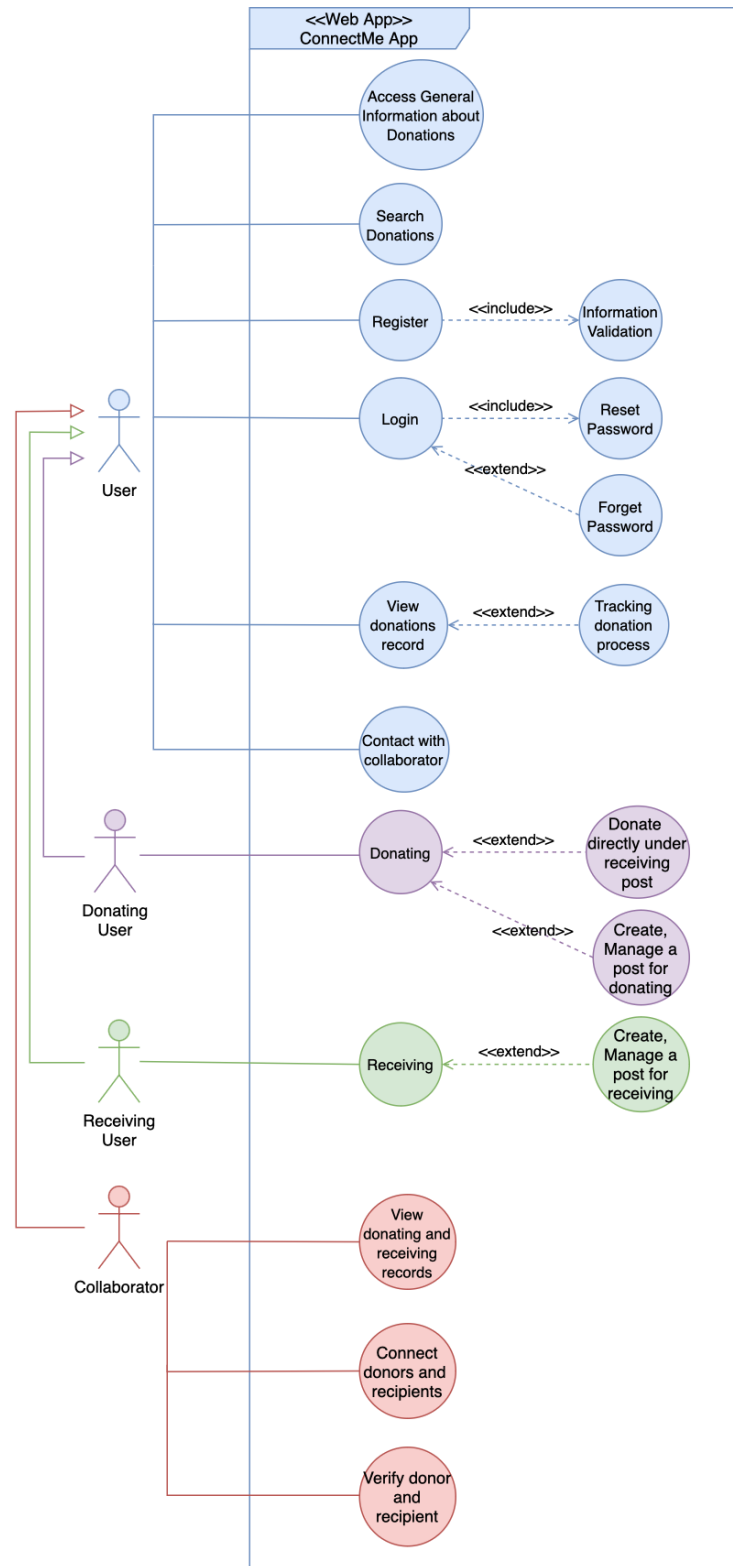 <<Web App>>
ConnectMe App
Access General
Information about
Donations
Search
Donations
Register
<<include>>
Information
Validation
Login
<<include>>
Reset
Password
<<extend>>
Forget
Password
User
View
donations
record
<<extend>>
Tracking
donation
process
Contact with
collaborator
Donating
User
Donating
<<extend>>
Donate
directly under
receiving
post
<<extend>>
Create,
Manage a
post for
donating
Receiving
User
Receiving
<<extend>>
Create,
Manage a
post for
receiving
Collaborator
View
donating and
receiving
records
Connect
donors and
recipients
Verify donor
and
recipient